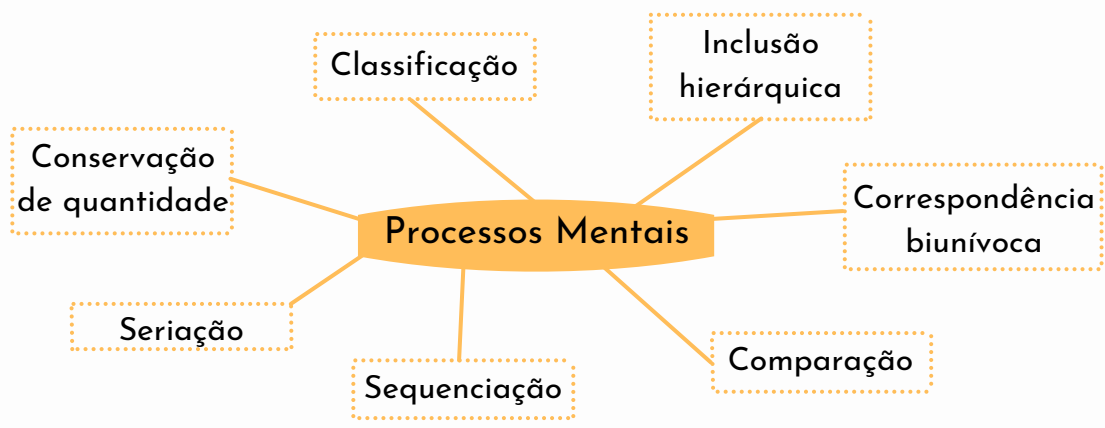 Classificação
Inclusão
hierárquica
Conservação
de quantidade
Correspondência
biunívoca
Processos Mentais
Seriação
Sequenciação
Comparação